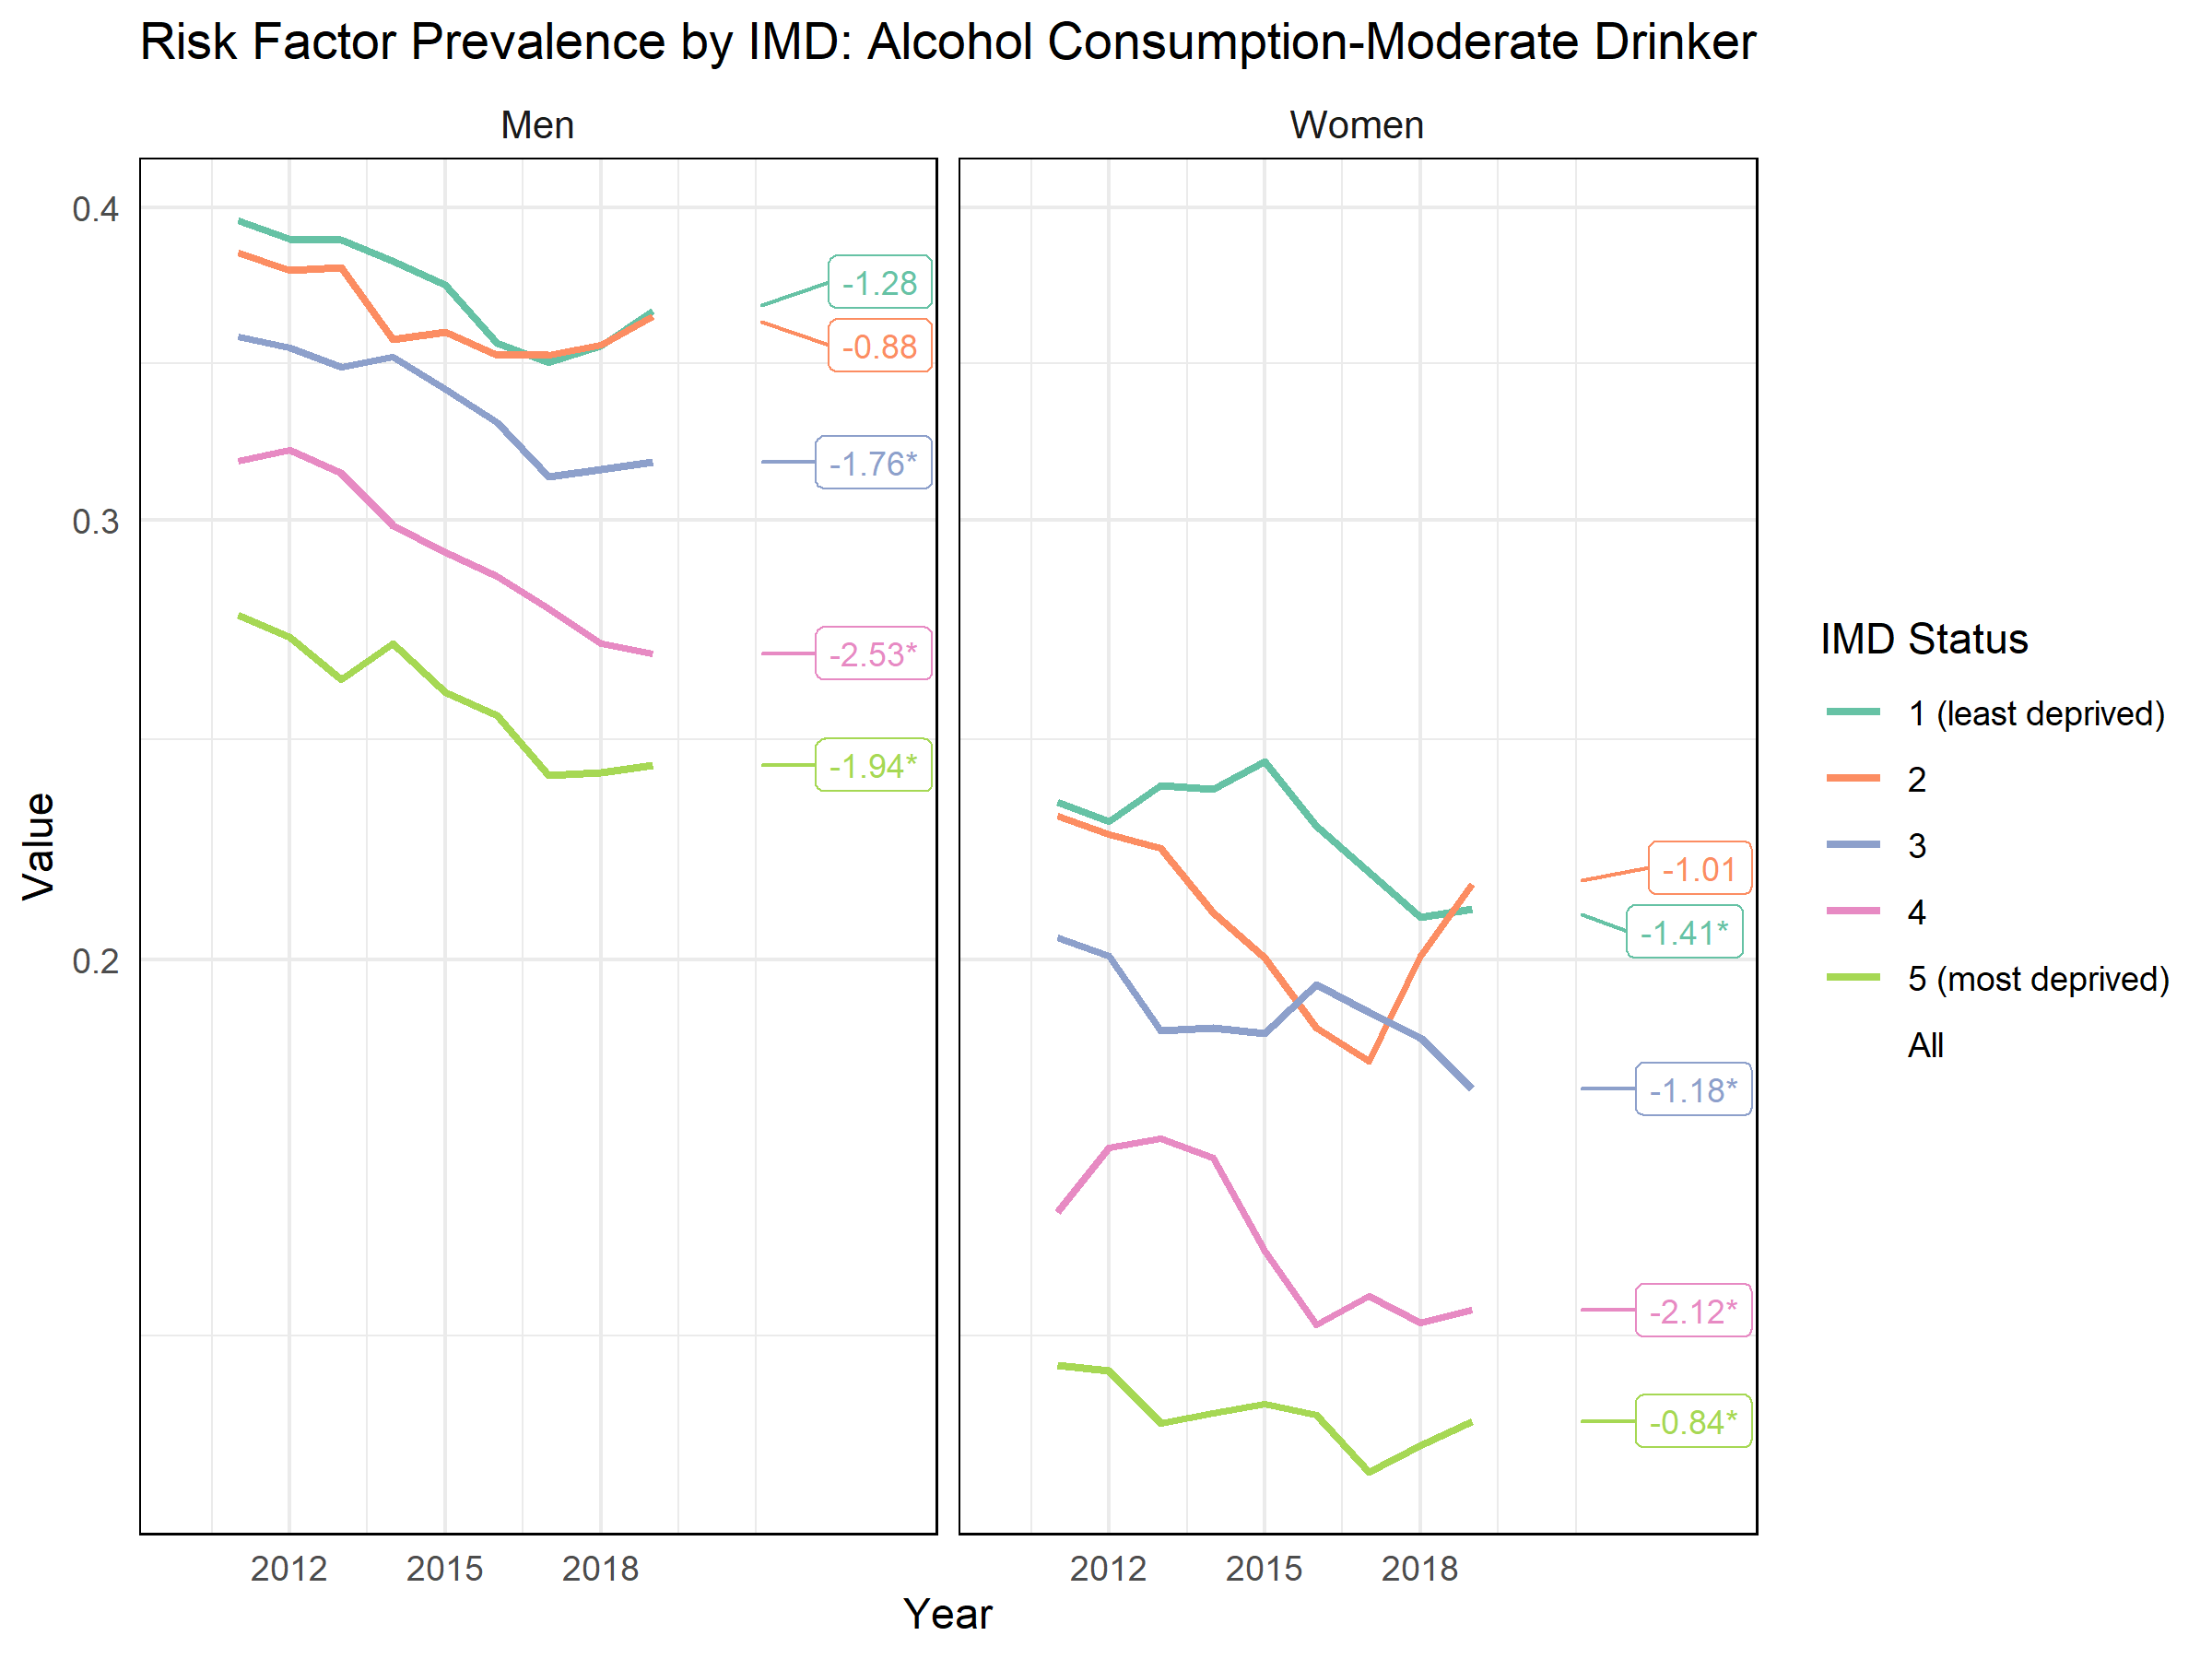 Risk Factor Prevalence by IMD: Alcohol Consumption-Moderate Drinker
Men
Women
0.4
0.3
0.2
Value
-1.28
-0.88
-1.76*
-2.53*
-1.94*
-1.01
-1.41*
-1.18*
-2.12*
-0.84*
2012 2015 2018
2012 2015 2018
Year
IMD Status
1 (least deprived)
2
3
4
5 (most deprived)
All